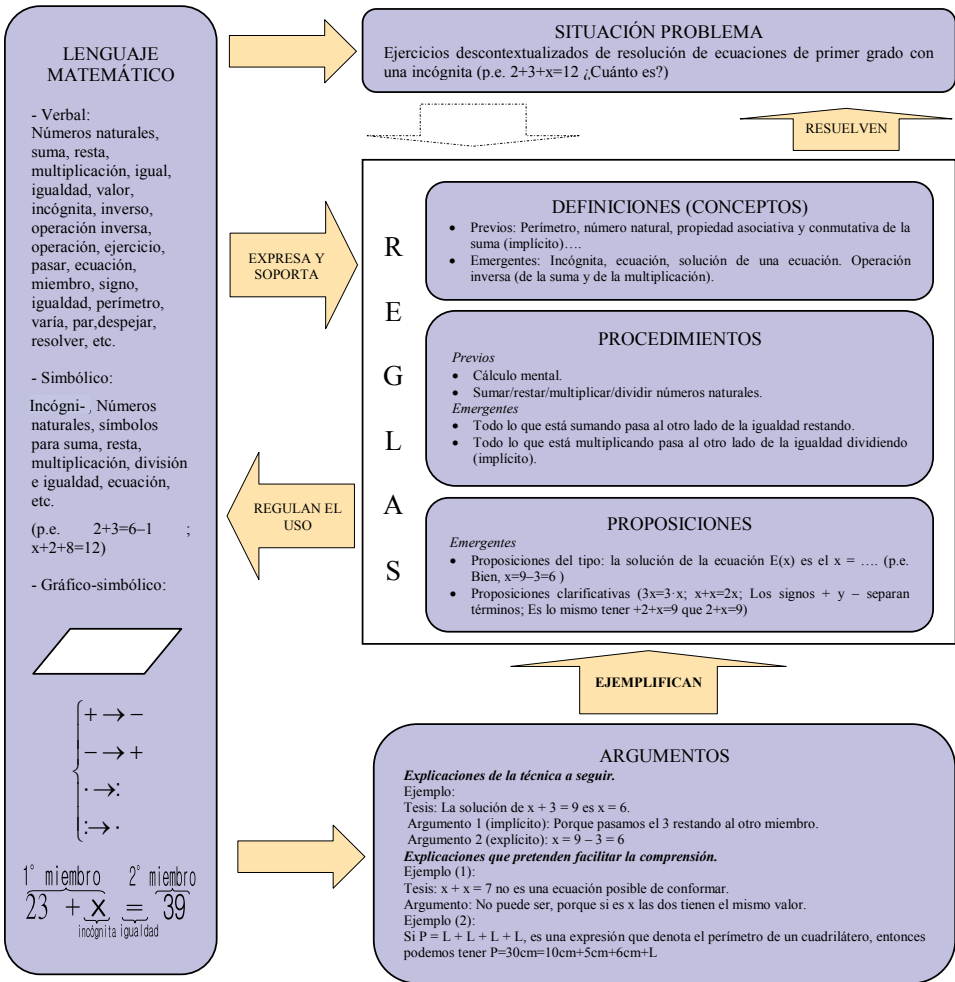 LENGUAJE
MATEMÁTICO
- Verbal:
Números naturales,
suma, resta,
multiplicación, igual,
igualdad, valor,
incógnita, inverso,
operación inversa,
operación, ejercicio,
pasar, ecuación,
miembro, signo,
igualdad, perímetro,
varía, par,despejar,
resolver, etc.
- Simbólico:
Incógni- , Números
naturales, símbolos
para suma, resta,
multiplicación, división
e igualdad, ecuación,
etc.
(p.e. 2+3=6–1 ;
x+2+8=12)
- Gráfico-simbólico:
+ → −
− → +
· → :
: → ·
1° miembro 2° miembro
23 + x = 39
incógnita igualdad
SITUACIÓN PROBLEMA
Ejercicios descontextualizados de resolución de ecuaciones de primer grado con
una incógnita (p.e. 2+3+x=12 ¿Cuánto es?)
RESUELVEN
EXPRESA Y
SOPORTA
REGULAN EL
USO
R
E
G
L
A
S
DEFINICIONES (CONCEPTOS)
• Previos: Perímetro, número natural, propiedad asociativa y conmutativa de la
suma (implícito)….
• Emergentes: Incógnita, ecuación, solución de una ecuación. Operación
inversa (de la suma y de la multiplicación).
PROCEDIMIENTOS
Previos
• Cálculo mental.
• Sumar/restar/multiplicar/dividir números naturales.
Emergentes
• Todo lo que está sumando pasa al otro lado de la igualdad restando.
• Todo lo que está multiplicando pasa al otro lado de la igualdad dividiendo
(implícito).
PROPOSICIONES
Emergentes
• Proposiciones del tipo: la solución de la ecuación E(x) es el x = …. (p.e.
Bien, x=9–3=6 )
• Proposiciones clarificativas (3x=3·x; x+x=2x; Los signos + y – separan
términos; Es lo mismo tener +2+x=9 que 2+x=9)
EJEMPLIFICAN
ARGUMENTOS
Explicaciones de la técnica a seguir.
Ejemplo:
Tesis: La solución de x + 3 = 9 es x = 6.
Argumento 1 (implícito): Porque pasamos el 3 restando al otro miembro.
Argumento 2 (explícito): x = 9 – 3 = 6
Explicaciones que pretenden facilitar la comprensión.
Ejemplo (1):
Tesis: x + x = 7 no es una ecuación posible de conformar.
Argumento: No puede ser, porque si es x las dos tienen el mismo valor.
Ejemplo (2):
Si P = L + L + L + L, es una expresión que denota el perímetro de un cuadrilátero, entonces
podemos tener P=30cm=10cm+5cm+6cm+L